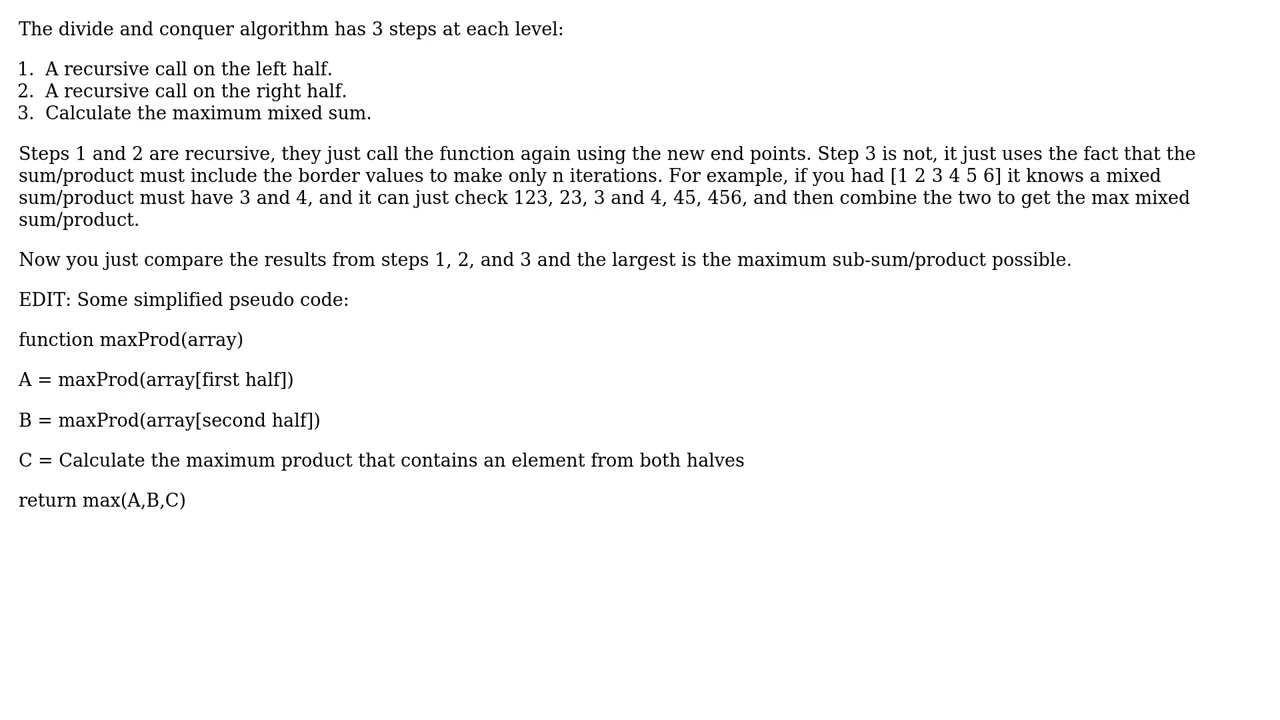 The divide and conquer algorithm has 3 steps at each level:
1. A recursive call on the left half.
2. A recursive call on the right half.
3. Calculate the maximum mixed sum.
Steps 1 and 2 are recursive, they just call the function again using the new end points. Step 3 is not, it just uses the fact that the
sum/product must include the border values to make only n iterations. For example, if you had [1 2 3 4 5 6] it knows a mixed
sum/product must have 3 and 4, and it can just check 123, 23, 3 and 4, 45, 456, and then combine the two to get the max mixed
sum/product.
Now you just compare the results from steps 1, 2, and 3 and the largest is the maximum sub-sum/product possible.
EDIT: Some simplified pseudo code:
function maxProd(array)
A = maxProd(array[first half])
B = maxProd(array[second half])
C = Calculate the maximum product that contains an element from both halves
return max(A,B,C)